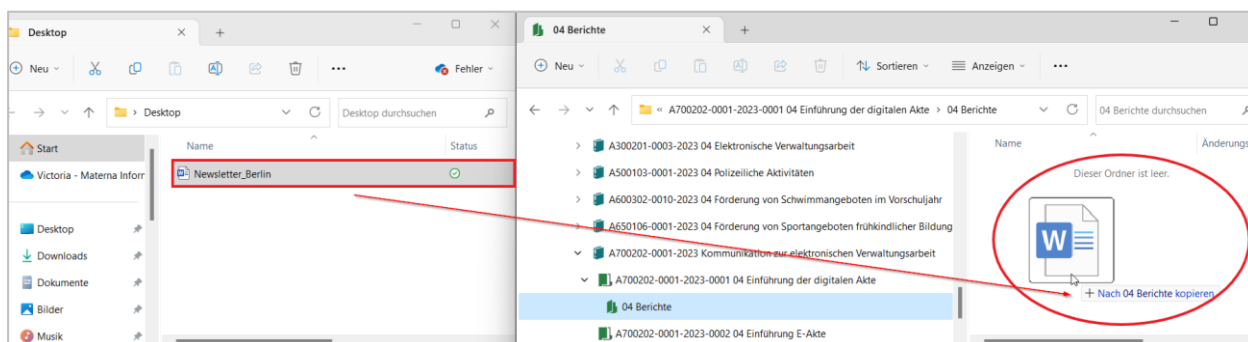 Desktop
Neu
Fehler
Desktop
Desktop durchsuchen
Start
Victoria - Materna Inforr
Desktop
Downloads
Dokumente
Bilder
Musik
Name
Status
Newsletter_Berlin
04 Berichte
Neu
Sortieren
Anzeigen
« A700202-0001-2023-0001 04 Einführung der digitalen Akte > 04 Berichte
04 Berichte durchsuchen
A300201-0003-2023 04 Elektronische Verwaltungsarbeit
A500103-0001-2023 04 Polizeiliche Aktivitäten
A600302-0010-2023 04 Förderung von Schwimmangeboten im Vorschuljahr
A650106-0001-2023 04 Förderung von Sportangeboten frühkindlicher Bildung
A700202-0001-2023 Kommunikation zur elektronischen Verwaltungsarbeit
A700202-0001-2023-0001 04 Einführung der digitalen Akte
04 Berichte
A700202-0001-2023-0002 04 Einführung E-Akte
Name
Änderungs
Dieser Ordner ist leer.
W
+ Nach 04 Berichte kopieren